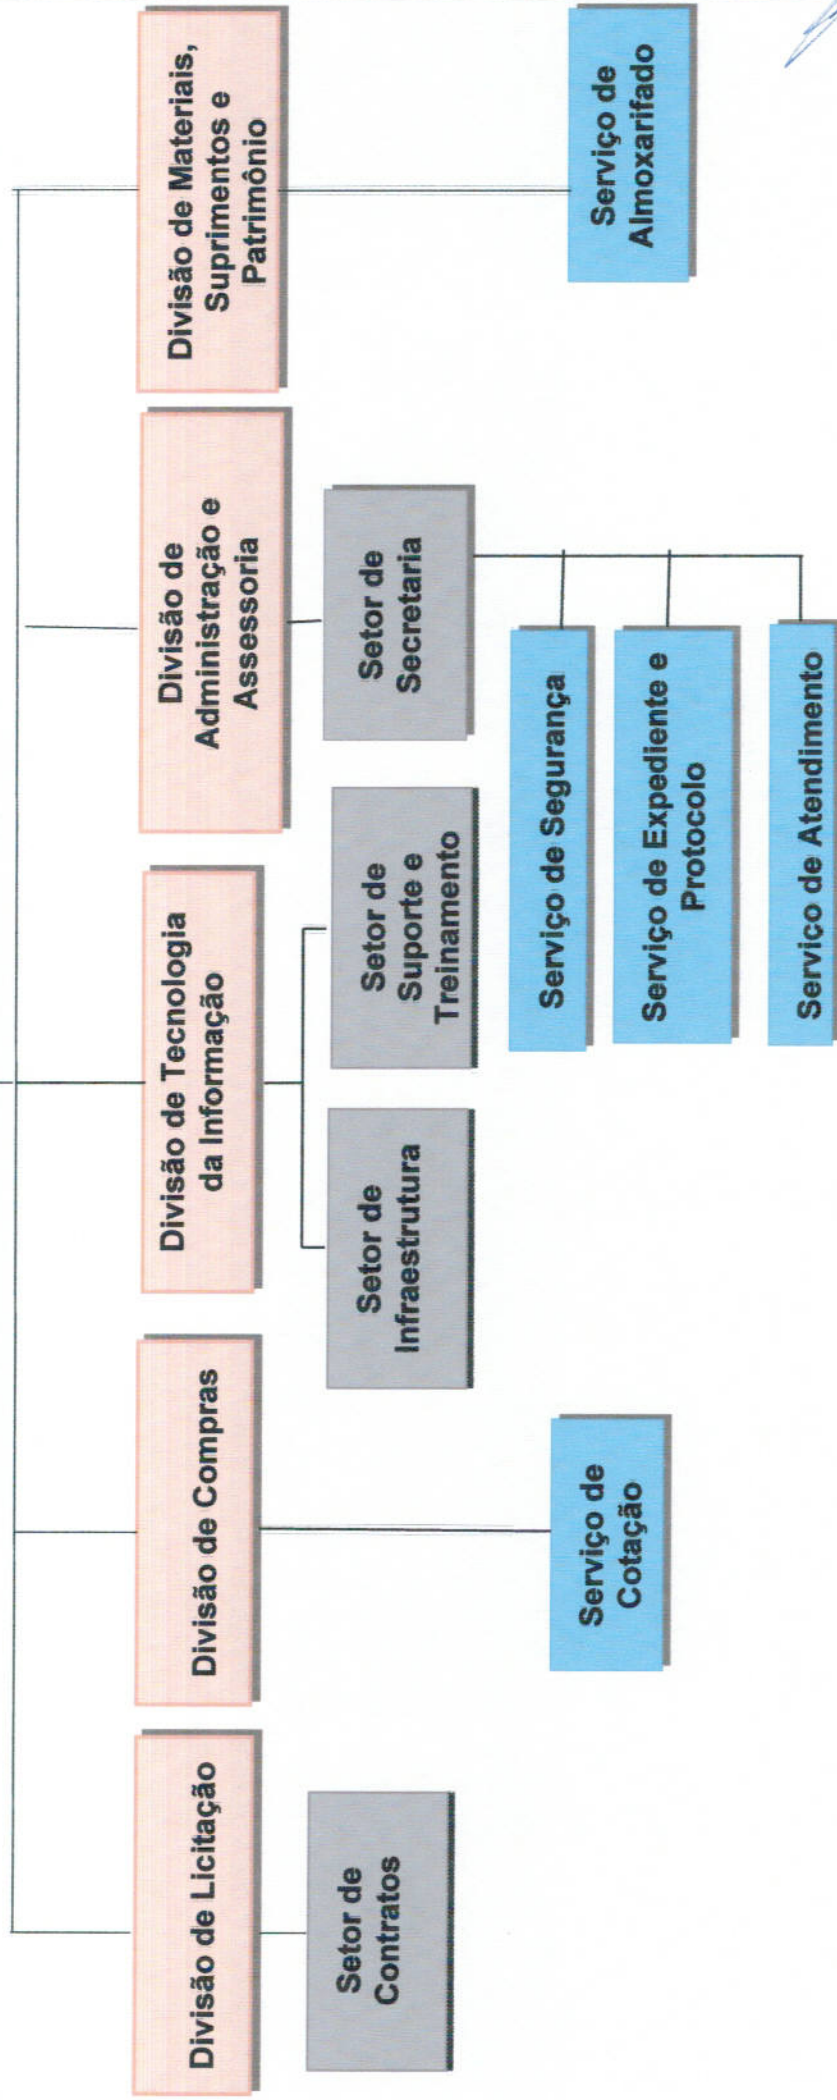 Divisão de Licitação
Divisão de Compras
Divisão de Tecnologia
da Informação
Divisão de
Administração e
Assessoria
Divisão de Materiais,
Suprimentos e
Patrimônio
Setor de
Contratos
Setor de
Infraestrutura
Setor de
Suporte e
Treinamento
Setor de
Secretaria
Serviço de
Cotação
Serviço de Segurança
Serviço de Expediente e
Protocolo
Serviço de Atendimento
Serviço de
Almoxarifado